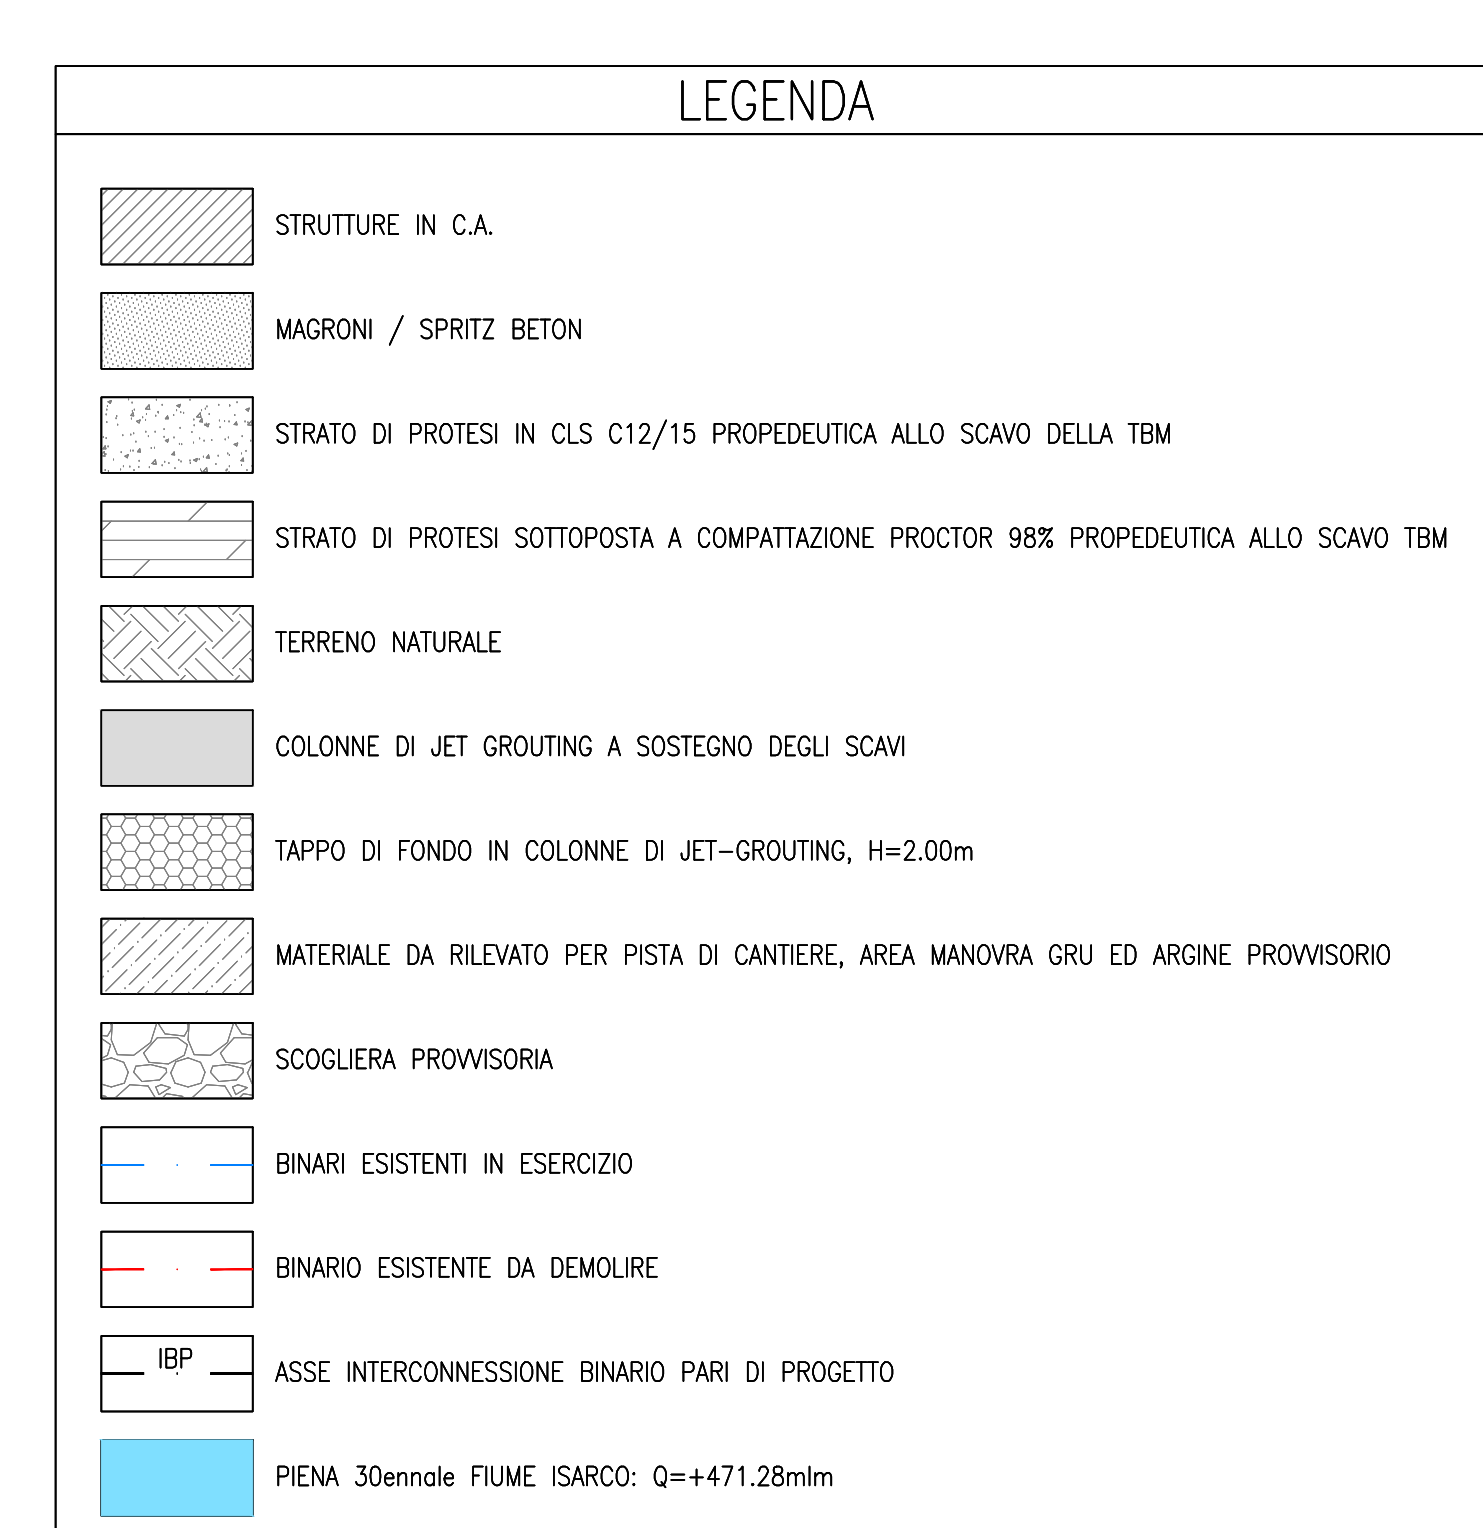 LEGENDA
STRUTTURE IN C.A.
MAGRONI / SPRITZ BETON
STRATO DI PROTESI IN CLS C12/15 PROPEDEUTICA ALLO SCAVO DELLA TBM
STRATO DI PROTESI SOTTOPOSTA A COMPATTAZIONE PROCTOR 98% PROPEDEUTICA ALLO SCAVO TBM
TERRENO NATURALE
COLONNE DI JET GROUTING A SOSTEGNO DEGLI SCAVI
TAPPO DI FONDO IN COLONNE DI JET-GROUTING, H=2.00m
MATERIALE DA RILEVATO PER PISTA DI CANTIERE, AREA MANOVRA GRU ED ARGINE PROVVISORIO
SCOGLIERA PROVVISORIA
BINARI ESISTENTI IN ESERCIZIO
BINARIO ESISTENTE DA DEMOLIRE
IBP
ASSE INTERCONNESSIONE BINARIO PARI DI PROGETTO
PIENA 30ennale FIUME ISARCO: Q=+471.28mlm